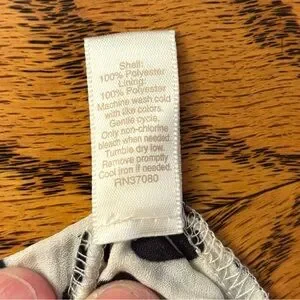 Shell:
100% Polyester
Lining:
100% Polyester
Machine wash cold
with like colors.
Gentle cycle.
Only non-chlorine
bleach when needed.
Tumble dry low.
Remove promptly
Cool iron if needed.
RN37080